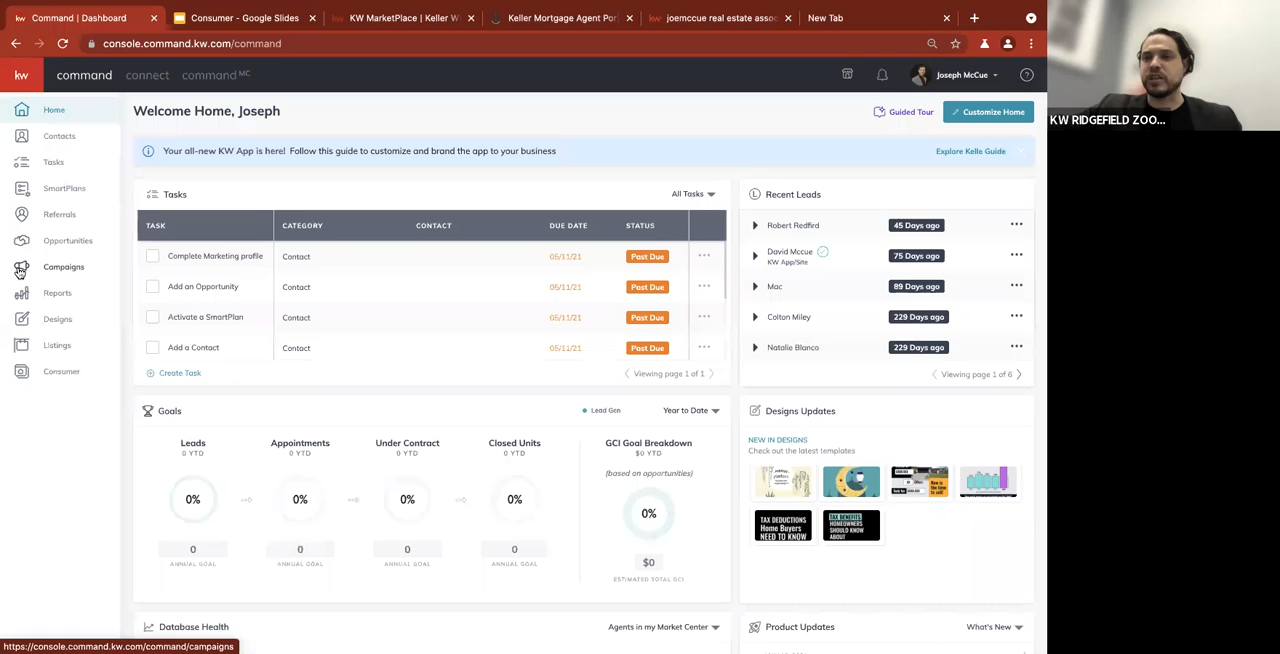 Command | Dashboard
Consumer - Google Slides
KW MarketPlace | Keller W
Keller Mortgage Agent Por
joemccue real estate assoc
New Tab
console.command.kw.com/command
kw
command
connect
command MC
Joseph McCue
Home
Contacts
Tasks
SmartPlans
Referrals
Opportunities
Campaigns
Reports
Designs
Listings
Consumer
Welcome Home, Joseph
Guided Tour
Customize Home
Your all-new KW App is here! Follow this guide to customize and brand the app to your business
Explore Kelle Guide
Tasks
All Tasks
TASK CATEGORY CONTACT DUE DATE STATUS
Complete Marketing profile Contact 05/11/21 Past Due
Add an Opportunity Contact 05/11/21 Past Due
Activate a SmartPlan Contact 05/11/21 Past Due
Add a Contact Contact 05/11/21 Past Due
Create Task
Viewing page 1 of 1
Recent Leads
Robert Redfird 45 Days ago
David Mccue 75 Days ago
KW App/Site
Mac 89 Days ago
Colton Miley 229 Days ago
Natalie Blanco 229 Days ago
Viewing page 1 of 6
Goals
Lead Gen
Year to Date
Leads Appointments Under Contract Closed Units
0 YTD 0 YTD 0 YTD 0 YTD
0% 0% 0% 0%
0 0 0 0
ANNUAL GOAL ANNUAL GOAL ANNUAL GOAL ANNUAL GOAL
GCI Goal Breakdown
$0 YTD
(based on opportunities)
0%
$0
ESTIMATED TOTAL GCI
Designs Updates
NEW IN DESIGNS
Check out the latest templates
TAX DEDUCTIONS
Home Buyers
NEED TO KNOW
TAX BENEFITS
HOMEOWNERS
SHOULD KNOW
ABOUT
Database Health
Agents in my Market Center
Product Updates
What's New
https://console.command.kw.com/command/campaigns
KW RIDGEFIELD ZOO...